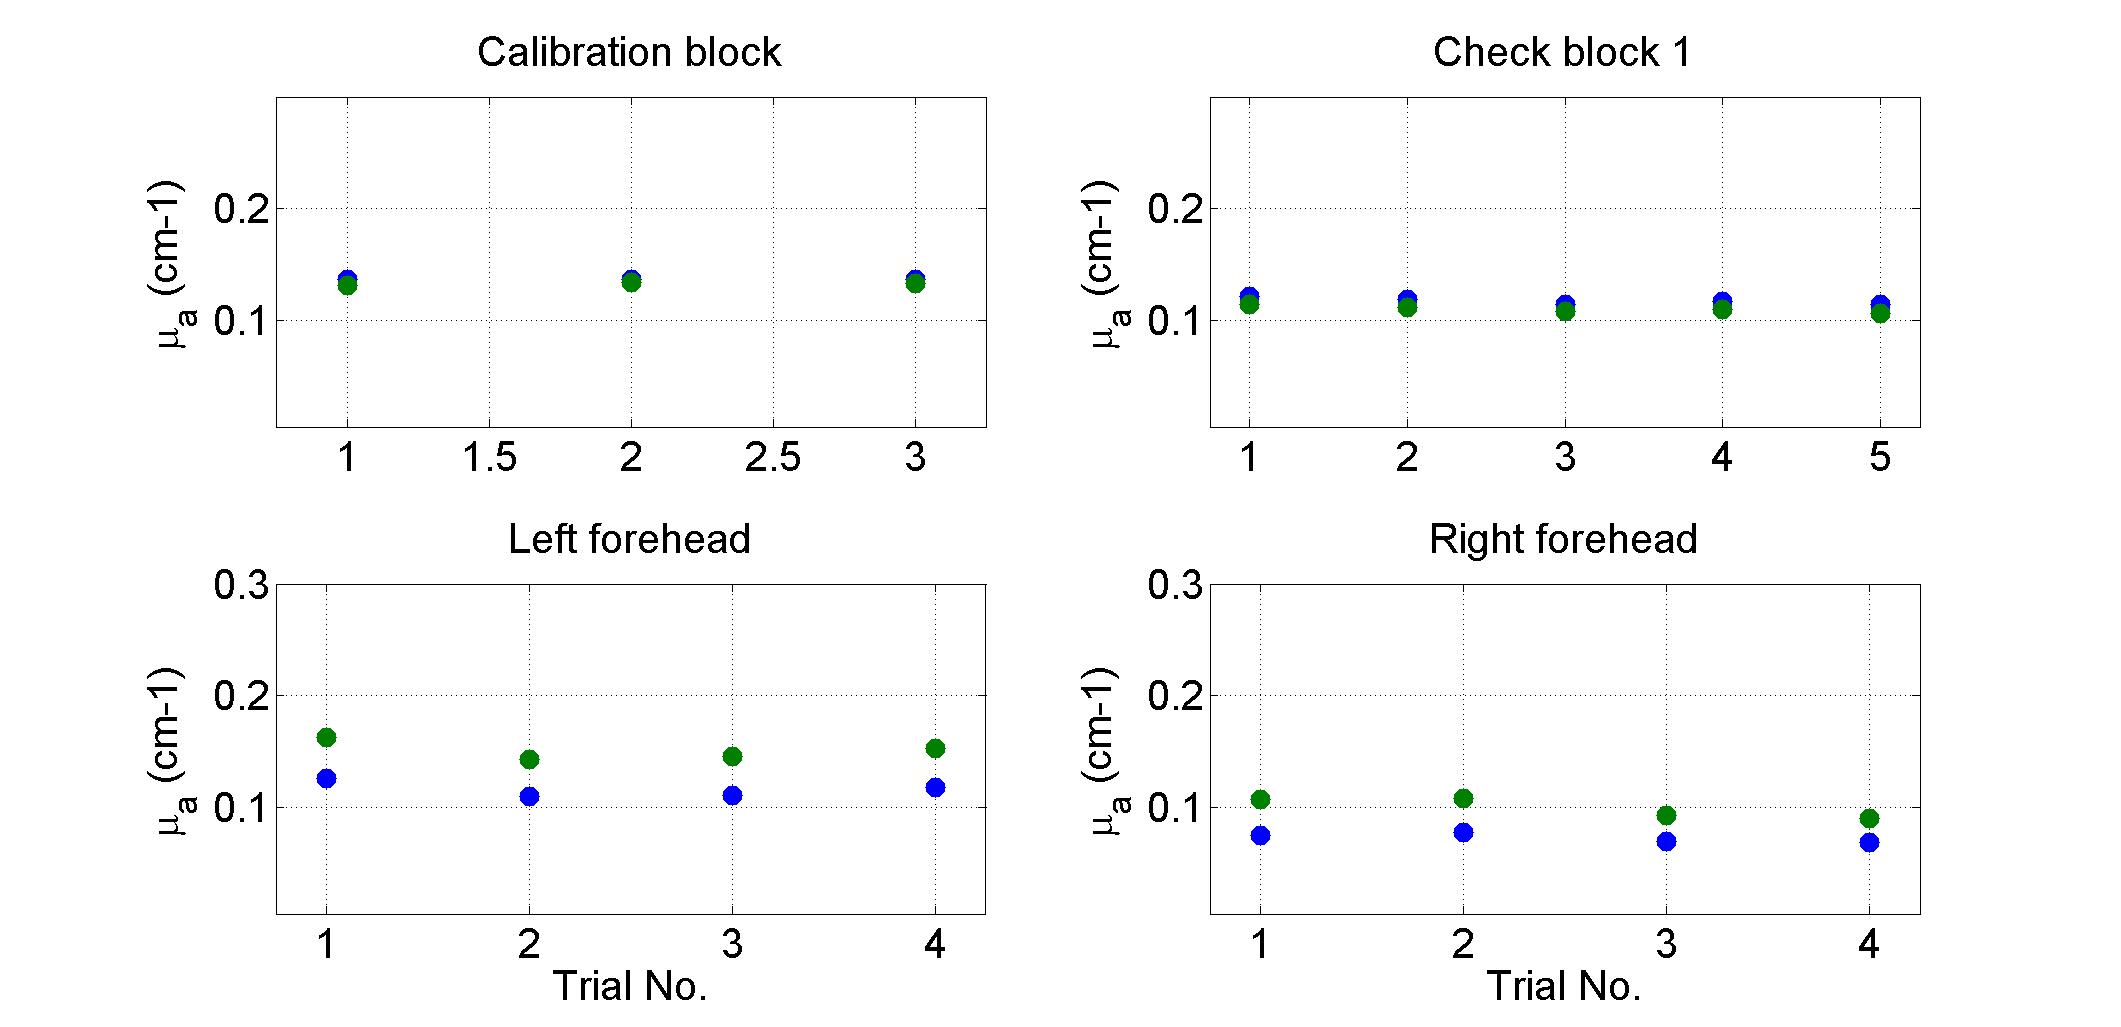 Calibration block
Check block 1
μa (cm-1)
0.2
0.1
1 1.5 2 2.5 3
μa (cm-1)
0.2
0.1
1 2 3 4 5
Left forehead
Right forehead
μa (cm-1)
0.3
0.2
0.1
1 2 3 4
Trial No.
μa (cm-1)
0.3
0.2
0.1
1 2 3 4
Trial No.